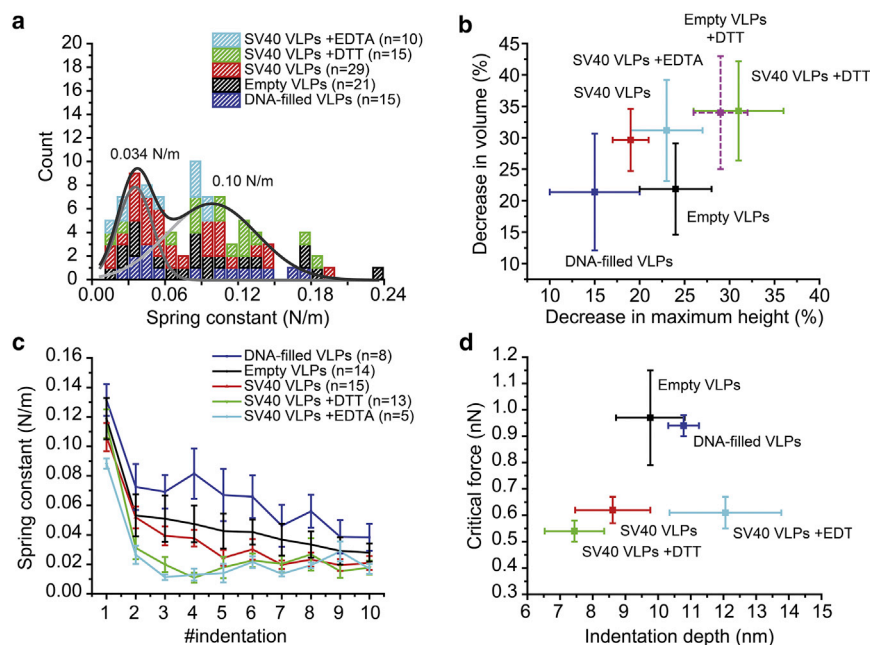 a
SV40 VLPs +EDTA (n=10)
SV40 VLPs +DTT (n=15)
SV40 VLPs (n=29)
Empty VLPs (n=21)
DNA-filled VLPs (n=15)
20
18
16
14
12
10
8
6
4
2
0
Count
0.034 N/m
0.10 N/m
0.00
0.06
0.12
0.18
0.24
Spring constant (N/m)
b
Empty VLPs
+DTT
SV40 VLPs +EDTA
SV40 VLPs +DTT
SV40 VLPs
Empty VLPs
DNA-filled VLPs
50
45
40
35
30
25
20
15
10
Decrease in volume (%)
10
15
20
25
30
35
40
Decrease in maximum height (%)
c
DNA-filled VLPs (n=8)
Empty VLPs (n=14)
SV40 VLPs (n=15)
SV40 VLPs +DTT (n=13)
SV40 VLPs +EDTA (n=5)
0.16
0.14
0.12
0.10
0.08
0.06
0.04
0.02
0.00
Spring constant (N/m)
1
2
3
4
5
6
7
8
9
10
#indentation
d
Empty VLPs
DNA-filled VLPs
SV40 VLPs
SV40 VLPs +EDT
SV40 VLPs +DTT
1.2
1.1
1.0
0.9
0.8
0.7
0.6
0.5
0.4
0.3
Critical force (nN)
6
7
8
9
10
11
12
13
14
15
Indentation depth (nm)